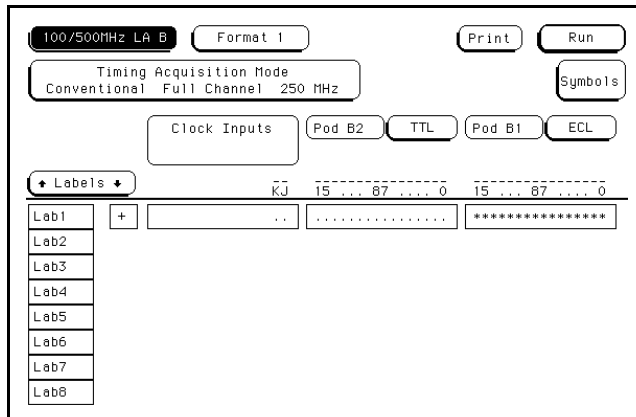 100/500MHz LA B Format 1 Print Run
Timing Acquisition Mode
Conventional Full Channel 250 MHz
Symbols
Clock Inputs Pod B2 TTL Pod B1 ECL
↑ Labels ↓
KJ 15 ... 87 .... 0 15 ... 87 .... 0
Lab1 + .. ................ ****************
Lab2
Lab3
Lab4
Lab5
Lab6
Lab7
Lab8